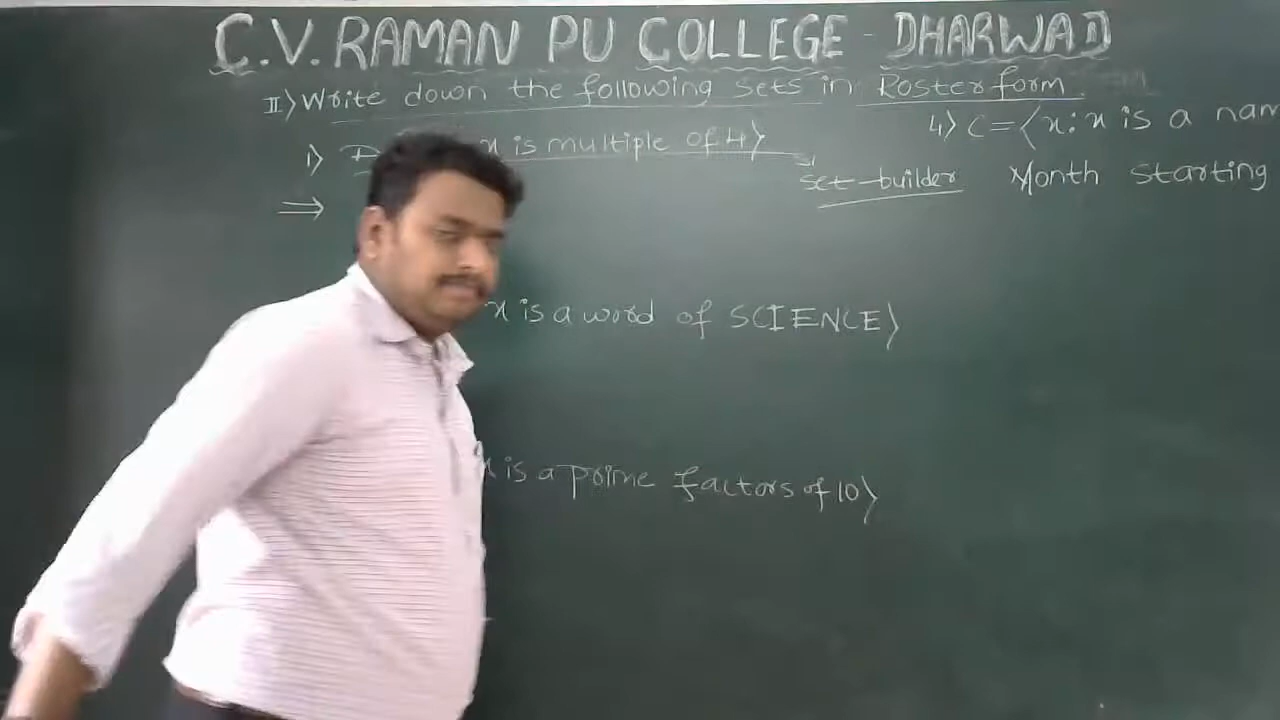 C.V. RAMAN PU COLLEGE - DHARWAD
II) Write down the following sets in Roster form.
1) D x is multiple of 4}
set-builder
⇒
x is a word of SCIENCE}
x is a prime factors of 10}
4) C = {x : x is a nam
Month starting